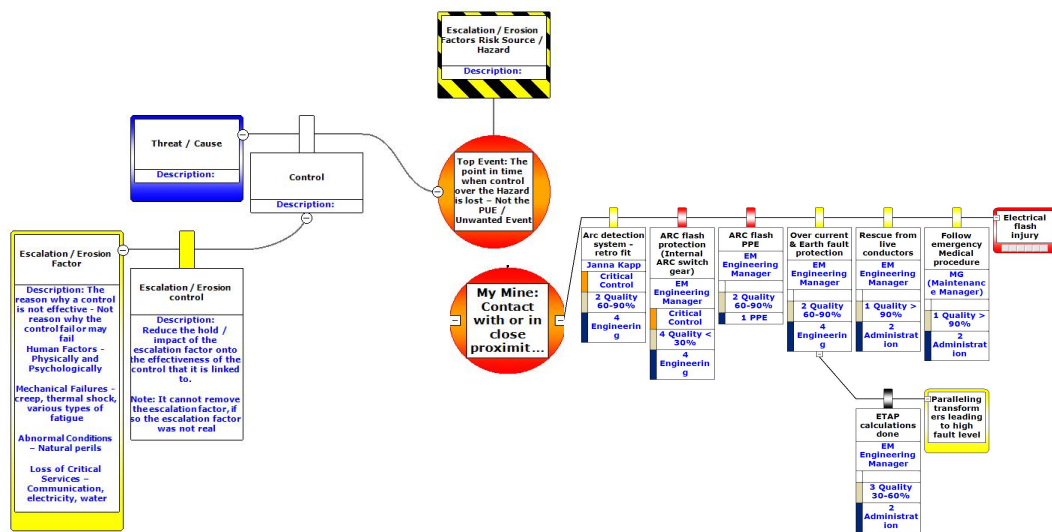 Escalation / Erosion
Factors Risk Source /
Hazard
Description:
Threat / Cause
Description:
Control
Description:
Top Event: The
point in time
when control
over the Hazard
is lost – Not
the PUE /
Unwanted Event
Escalation / Erosion
Factor
Description: The
reason why a control
is not effective - Not
reason why the
control fail or may
fail
Human Factors –
Physically and
Psychologically
Mechanical Failures –
creep, thermal shock,
various types of
fatigue
Abnormal Conditions
– Natural perils
Loss of Critical
Services –
Communication,
electricity, water
Escalation / Erosion
control
Description:
Reduce the hold /
impact of the
escalation factor onto
the effectiveness of the
control that it is linked
to.
Note: It cannot remove
the escalation factor, if
so the escalation factor
was not real
My Mine:
Contact
with or in
close
proximit...
Arc detection
system -
retro fit
Janna Kapp
Critical
Control
2 Quality
60-90%
4
Engineerin
g
ARC flash
protection
(Internal
ARC switch
gear)
EM
Engineering
Manager
Critical
Control
4 Quality <
30%
4
Engineerin
g
ARC flash
PPE
EM
Engineering
Manager
2 Quality
60-90%
1 PPE
Over current
& Earth fault
protection
EM
Engineering
Manager
2 Quality
60-90%
4
Engineerin
g
Rescue from
live
conductors
EM
Engineering
Manager
1 Quality >
90%
2
Administrat
ion
Follow
emergency
Medical
procedure
MG
(Maintenanc
e Manager)
1 Quality >
90%
2
Administrat
ion
Electrical
flash
injury
ETAP
calculations
done
EM
Engineering
Manager
3 Quality
30-60%
2
Administrat
ion
Paralleling
transform
ers leading
to high
fault level